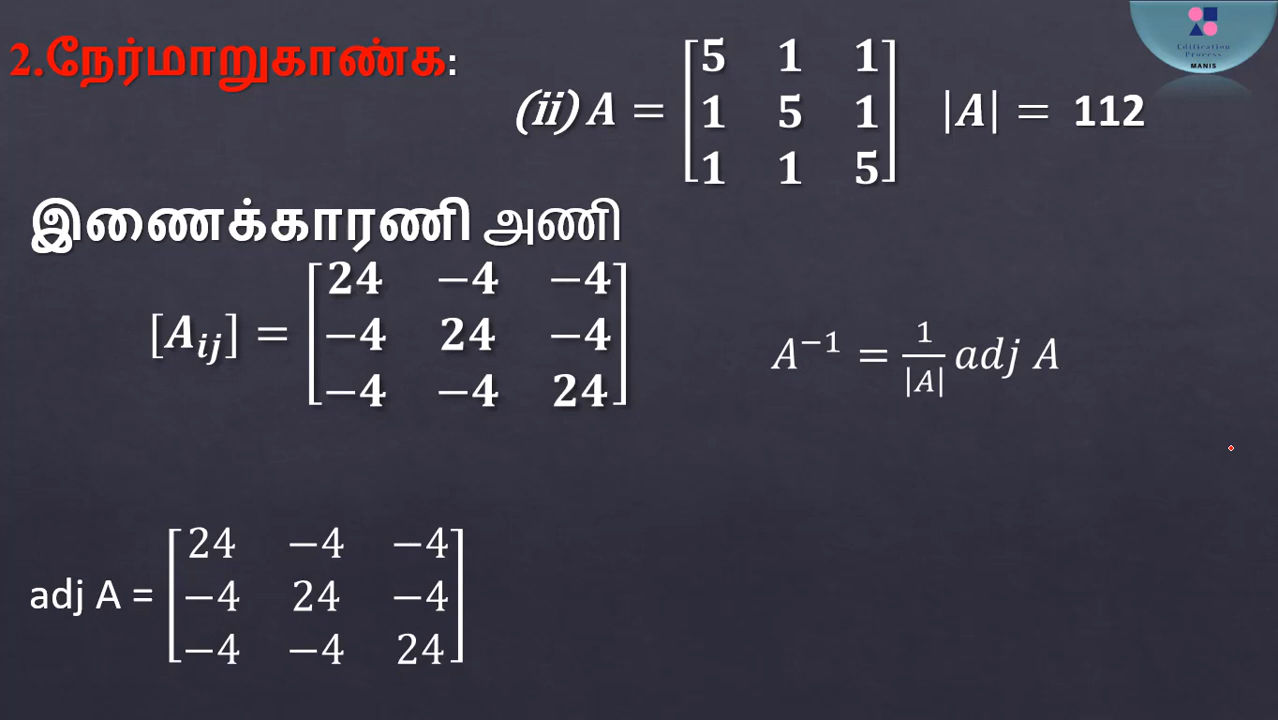 2.நேர்மாறுகாண்க:
(ii) A = [5 1 1
1 5 1
1 1 5] |A| = 112
Edification
Process
MANIS
இணைக்காரணி அணி
[A_ij] = [24 −4 −4
−4 24 −4
−4 −4 24]
A^−1 = 1/|A| adj A
adj A = [24 −4 −4
−4 24 −4
−4 −4 24]